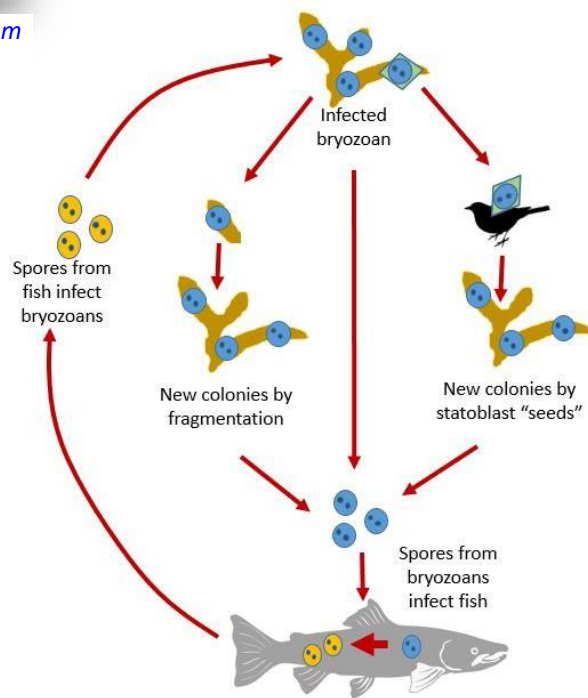 m
Infected
bryozoan
Spores from
fish infect
bryozoans
New colonies by
fragmentation
New colonies by
statoblast “seeds”
Spores from
bryozoans
infect fish